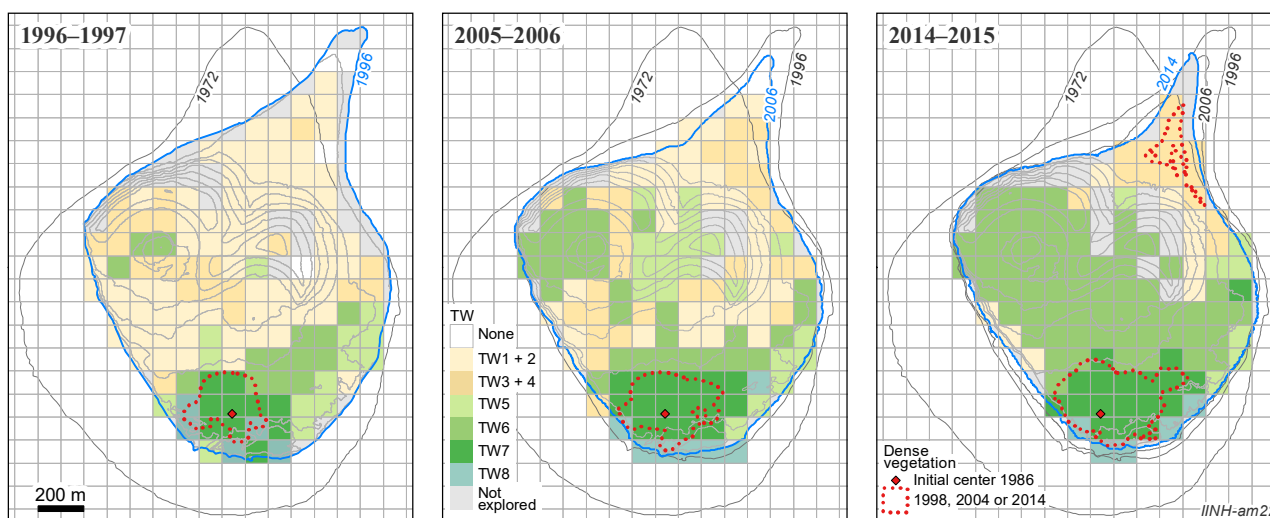 1996–1997
1972
1996
200 m
2005–2006
1972
1996
2006
TW
None
TW1 + 2
TW3 + 4
TW5
TW6
TW7
TW8
Not
explored
2014–2015
1972
2014
1996
2006
Dense
vegetation
Initial center 1986
1998, 2004 or 2014